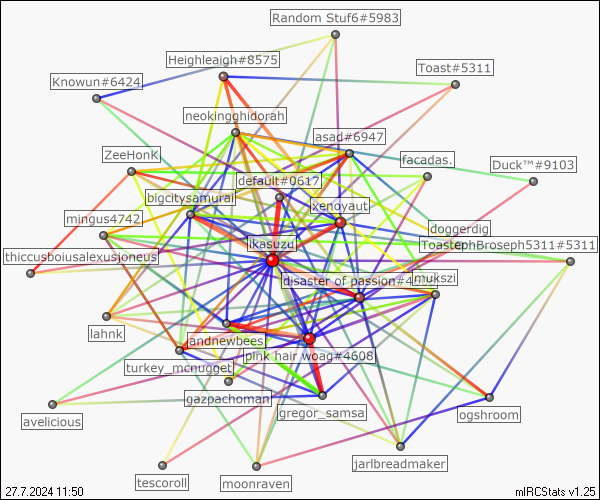 Random Stuf6#5983
Heighleaigh#8575
Toast#5311
Knowun#6424
neokingghidorah
asad#6947
ZeeHonK
facadas.
Duck™#9103
default#0617
bigcitysamurai
xenoyaut
mingus4742
doggerdig
ikasuzu
ToastephBroseph5311#5311
thiccusboiusalexusjoneus
disaster of passion#4
mukszi
lahnk
andnewbees
pink hair woag#4608
turkey_mcnugget
gazpachoman
gregor_samsa
ogshroom
avelicious
jarlbreadmaker
tescoroll
moonraven
27.7.2024 11:50
mIRCStats v1.25